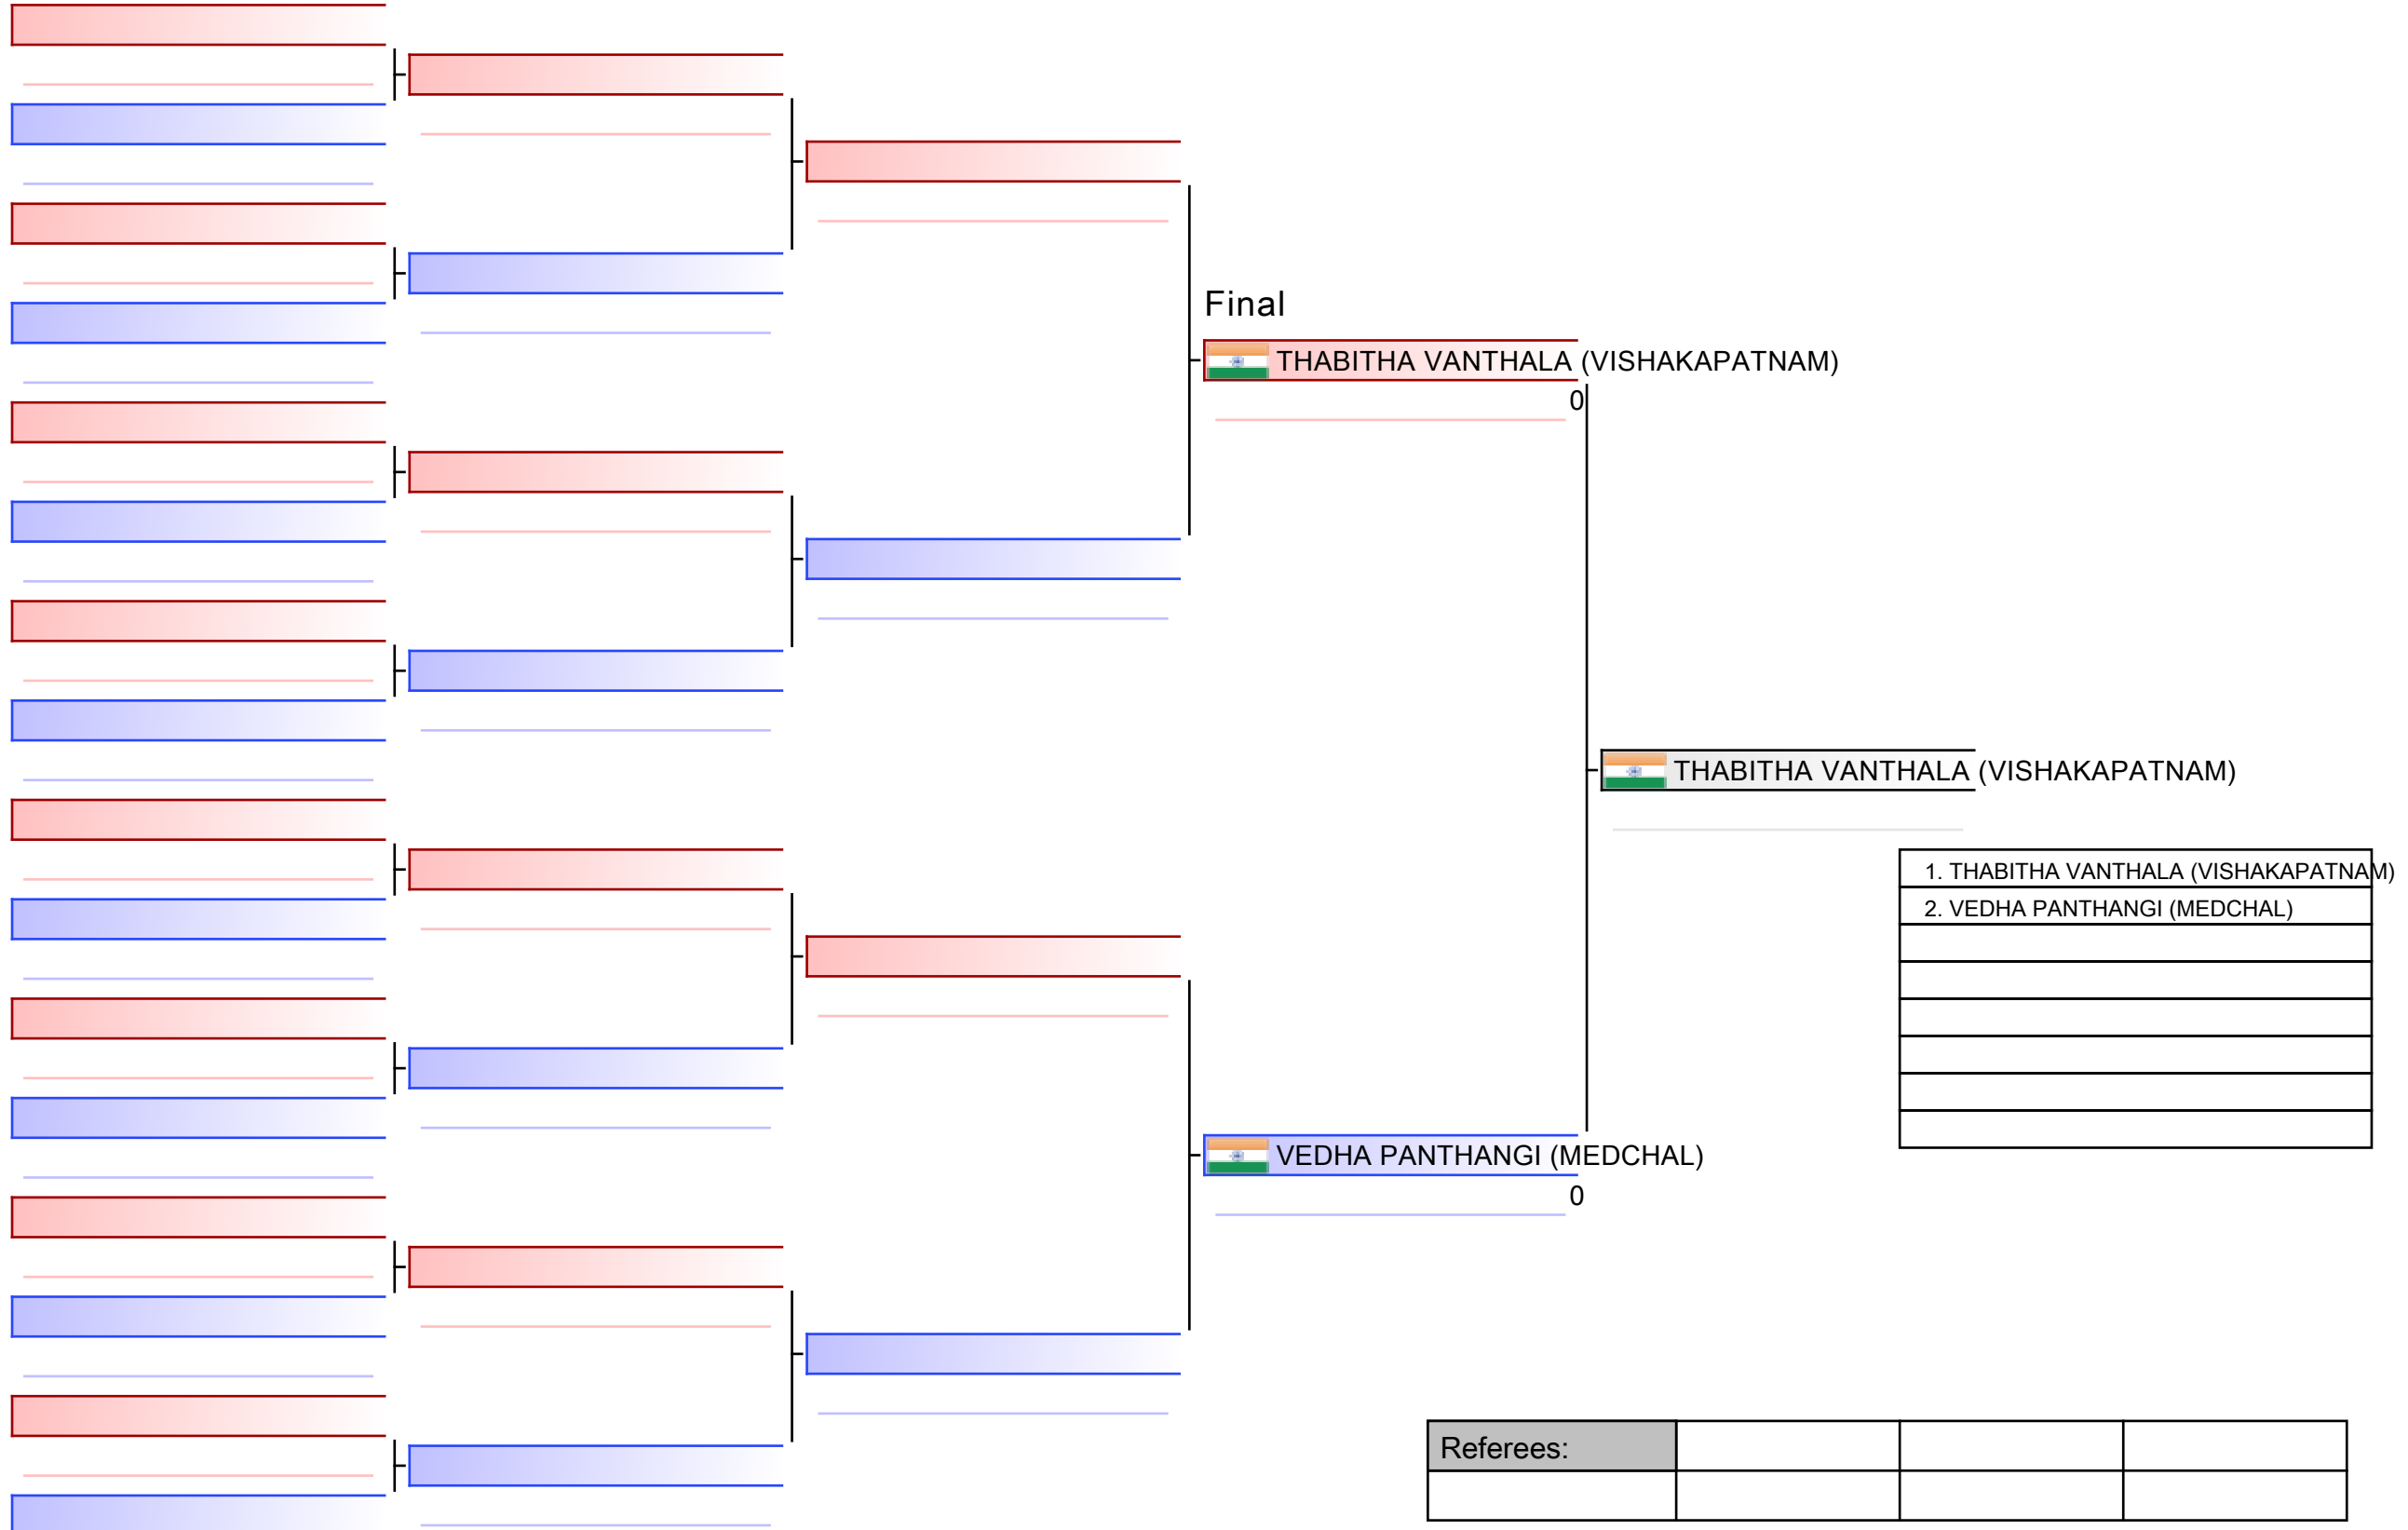 Final
THABITHA VANTHALA (VISHAKAPATNAM)
0
THABITHA VANTHALA (VISHAKAPATNAM)
1. THABITHA VANTHALA (VISHAKAPATNAM)
2. VEDHA PANTHANGI (MEDCHAL)
VEDHA PANTHANGI (MEDCHAL)
0
Referees: